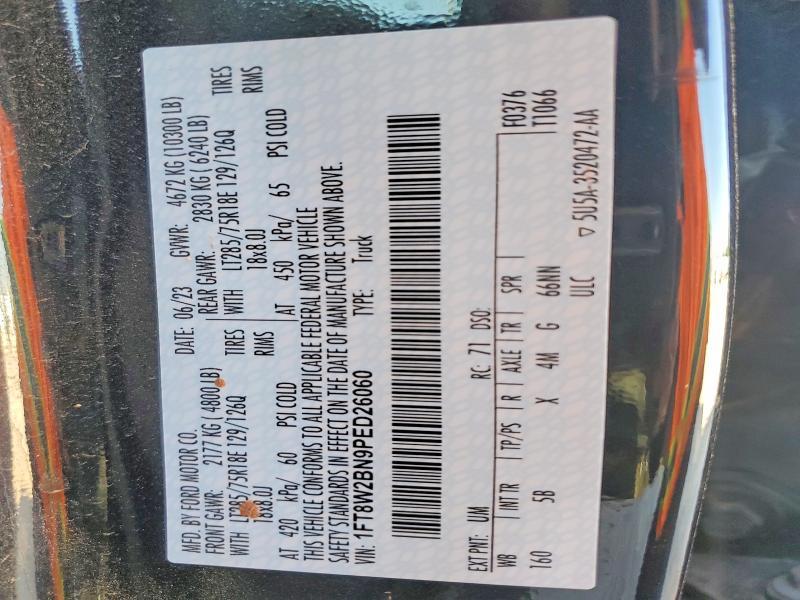 MFD. BY FORD MOTOR CO.
DATE: 06/23 GVWR: 4672 KG (10300 LB)
FRONT GAWR: 2177 KG ( 4800 LB) REAR GAWR: 2830 KG ( 6240 LB)
WITH LT285/75R18E 129/126Q TIRES WITH LT285/75R18E 129/126Q TIRES
18x8.0J RIMS 18x8.0J RIMS
AT 420 kPa/ 60 PSI COLD AT 450 kPa/ 65 PSI COLD
THIS VEHICLE CONFORMS TO ALL APPLICABLE FEDERAL MOTOR VEHICLE
SAFETY STANDARDS IN EFFECT ON THE DATE OF MANUFACTURE SHOWN ABOVE.
VIN: 1FT8W2BN9PED26060 TYPE: Truck
EXT PNT: UM RC: 71 DSO: F0376
WB INT TR TP/PS R AXLE TR SPR T1066
160 5B X 4M G 66NN
ULC ▽ 5U5A-3520472-AA